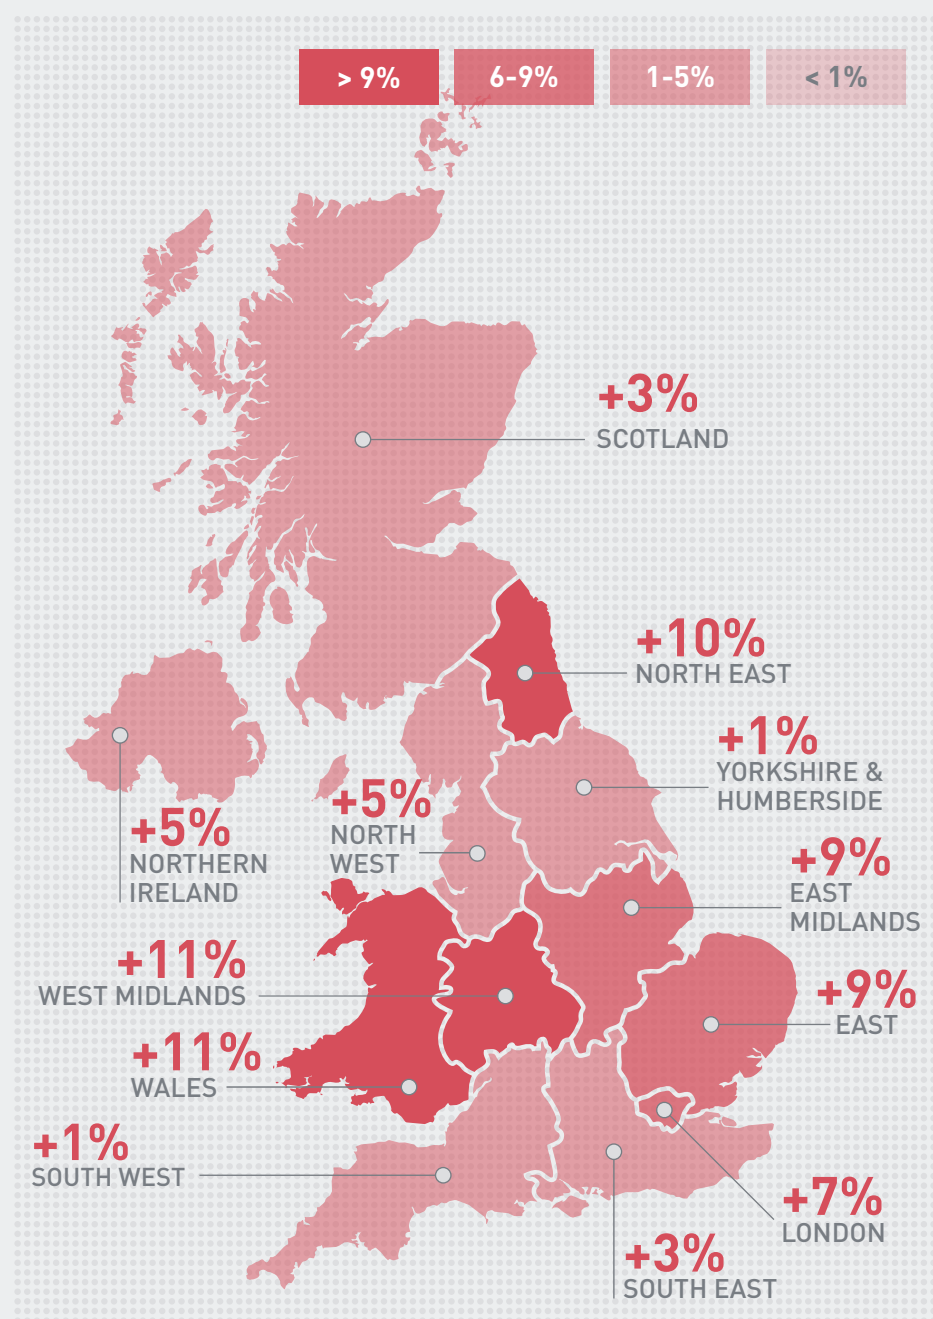 > 9%
6-9%
1-5%
< 1%
+3%
SCOTLAND
+10%
NORTH EAST
+1%
YORKSHIRE &
HUMBERSIDE
+5%
NORTH
WEST
+5%
NORTHERN
IRELAND
+9%
EAST
MIDLANDS
+11%
WEST MIDLANDS
+9%
EAST
+11%
WALES
+1%
SOUTH WEST
+7%
LONDON
+3%
SOUTH EAST